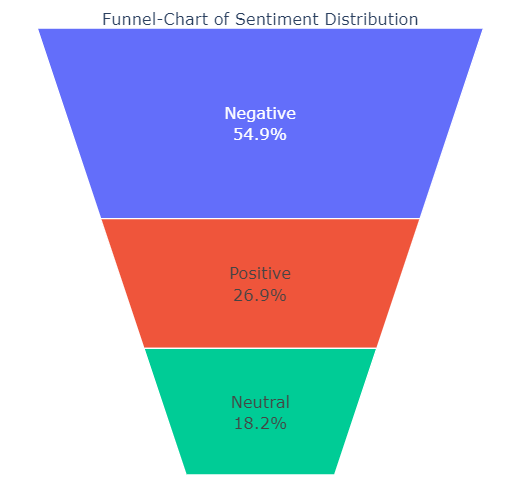 Funnel-Chart of Sentiment Distribution
Negative
54.9%
Positive
26.9%
Neutral
18.2%